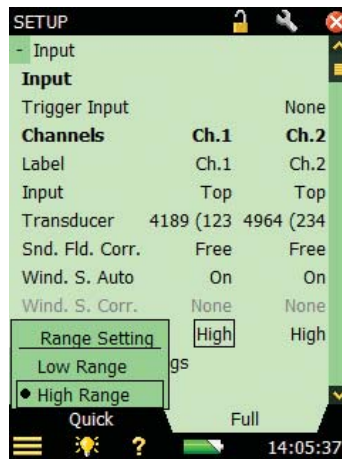 SETUP
- Input
Input
Trigger Input None
Channels Ch.1 Ch.2
Label Ch.1 Ch.2
Input Top Top
Transducer 4189 (123 4964 (234
Snd. Fld. Corr. Free Free
Wind. S. Auto On On
Wind. S. Corr. None None
Range Setting High High
Low Range gs
High Range
Quick Full
? 14:05:37